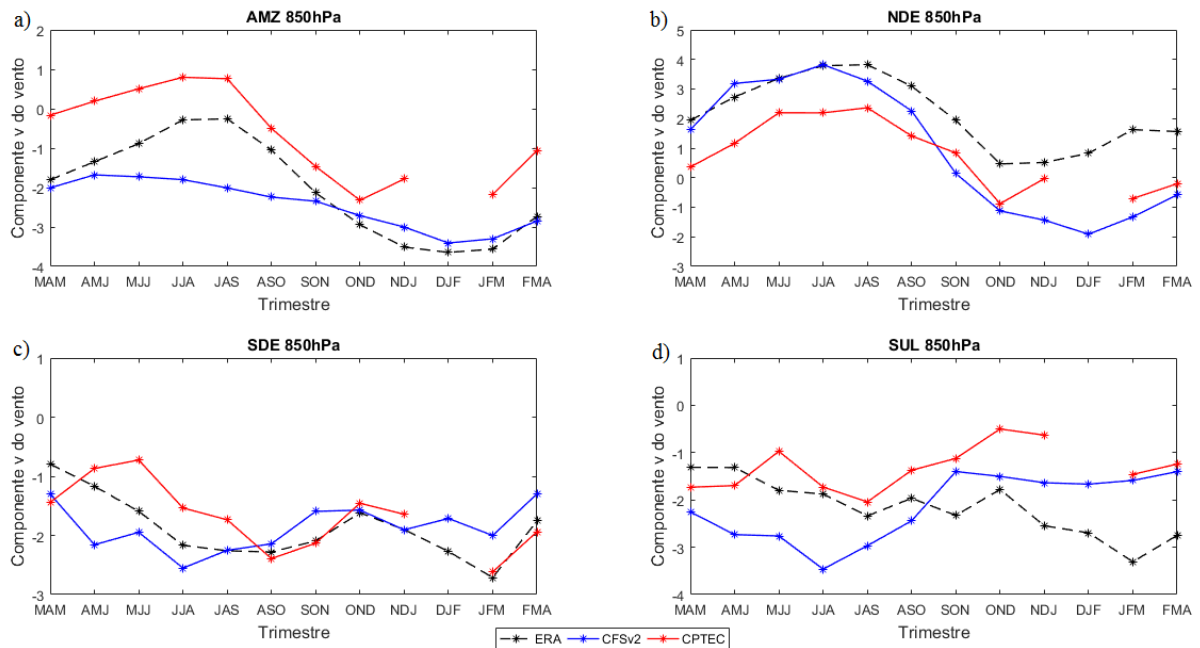 a)
AMZ 850hPa
Componente v do vento
2
1
0
-1
-2
-3
-4
MAM AMJ MJJ JJA JAS ASO SON OND NDJ DJF JFM FMA
Trimestre
b)
NDE 850hPa
Componente v do vento
5
4
3
2
1
0
-1
-2
-3
MAM AMJ MJJ JJA JAS ASO SON OND NDJ DJF JFM FMA
Trimestre
c)
SDE 850hPa
Componente v do vento
1
0
-1
-2
-3
MAM AMJ MJJ JJA JAS ASO SON OND NDJ DJF JFM FMA
Trimestre
d)
SUL 850hPa
Componente v do vento
1
0
-1
-2
-3
-4
MAM AMJ MJJ JJA JAS ASO SON OND NDJ DJF JFM FMA
Trimestre
ERA CFSv2 CPTEC